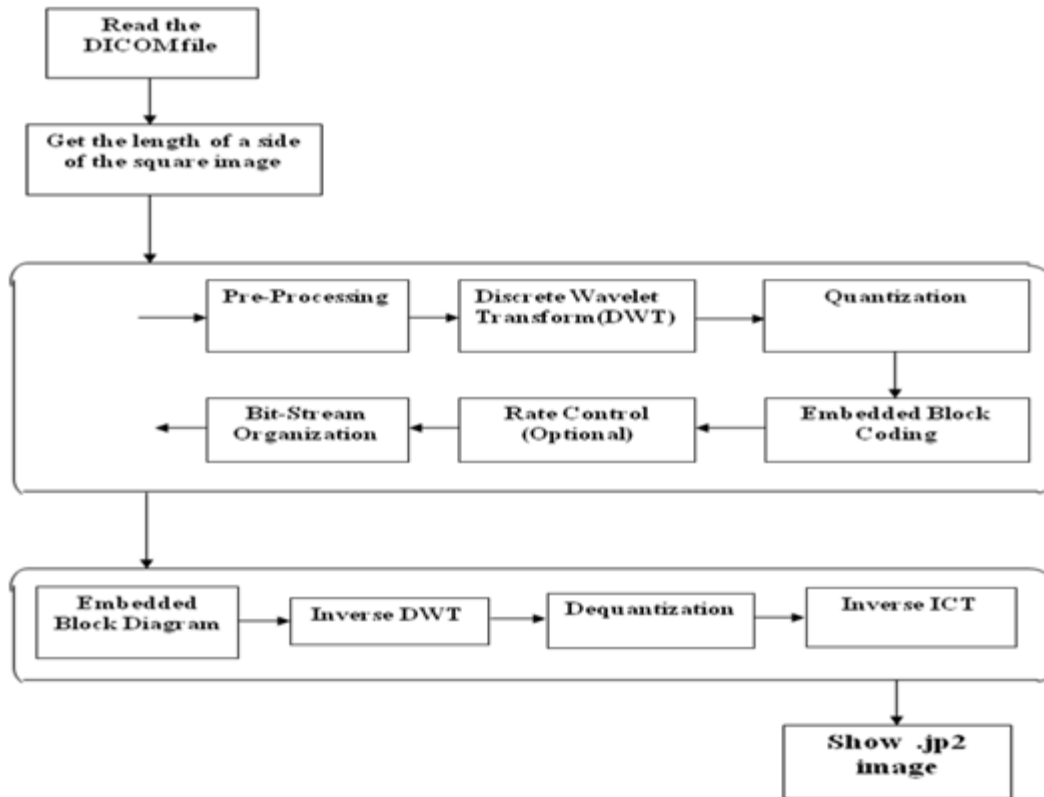 Read the
DICOM file
Get the length of a side
of the square image
Pre-Processing
Discrete Wavelet
Transform(DWT)
Quantization
Bit-Stream
Organization
Rate Control
(Optional)
Embedded Block
Coding
Embedded
Block Diagram
Inverse DWT
Dequantization
Inverse ICT
Show .jp2
image